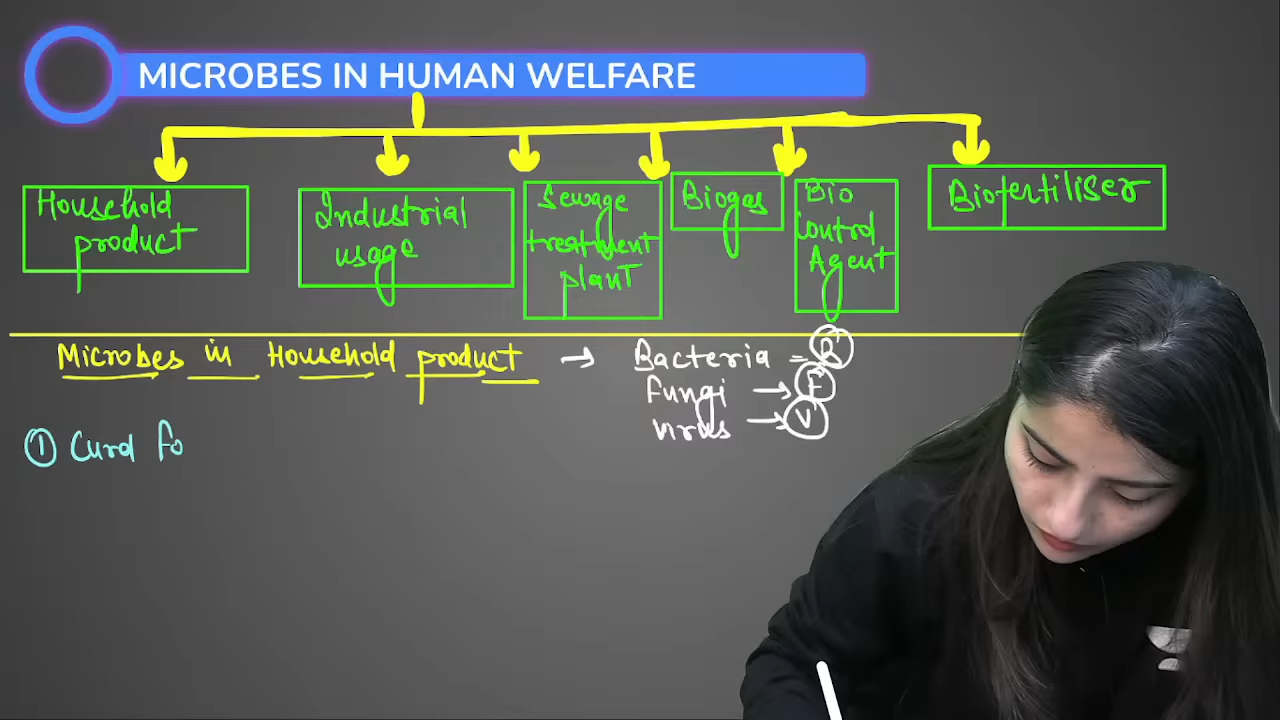 MICROBES IN HUMAN WELFARE
Household
product
Industrial
usage
Sewage
treatment
plant
Biogas
Bio
Control
Agent
Biofertiliser
Microbes in Household product → Bacteria = B
Fungi → F
Virus → V
① Curd fo